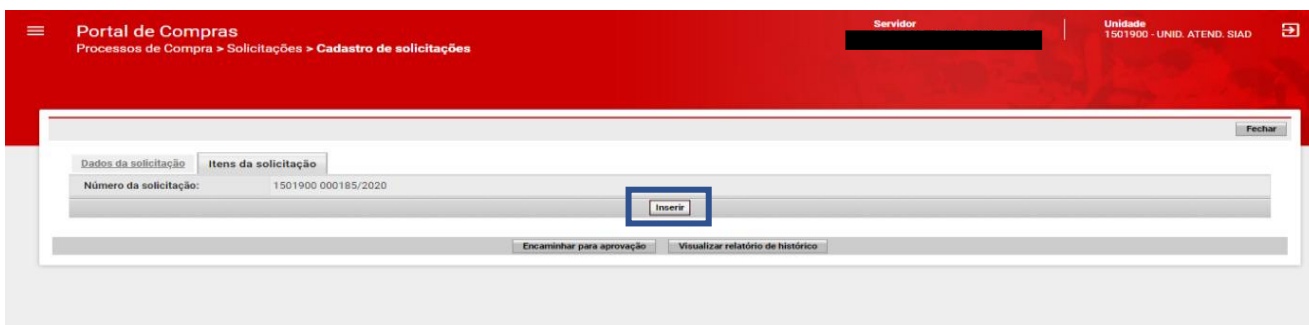 Portal de Compras
Processos de Compra > Solicitações > Cadastro de solicitações
Servidor
Unidade
1501900 - UNID. ATEND. SIAD
Fechar
Dados da solicitação Itens da solicitação
Número da solicitação: 1501900 000185/2020
Inserir
Encaminhar para aprovação Visualizar relatório de histórico